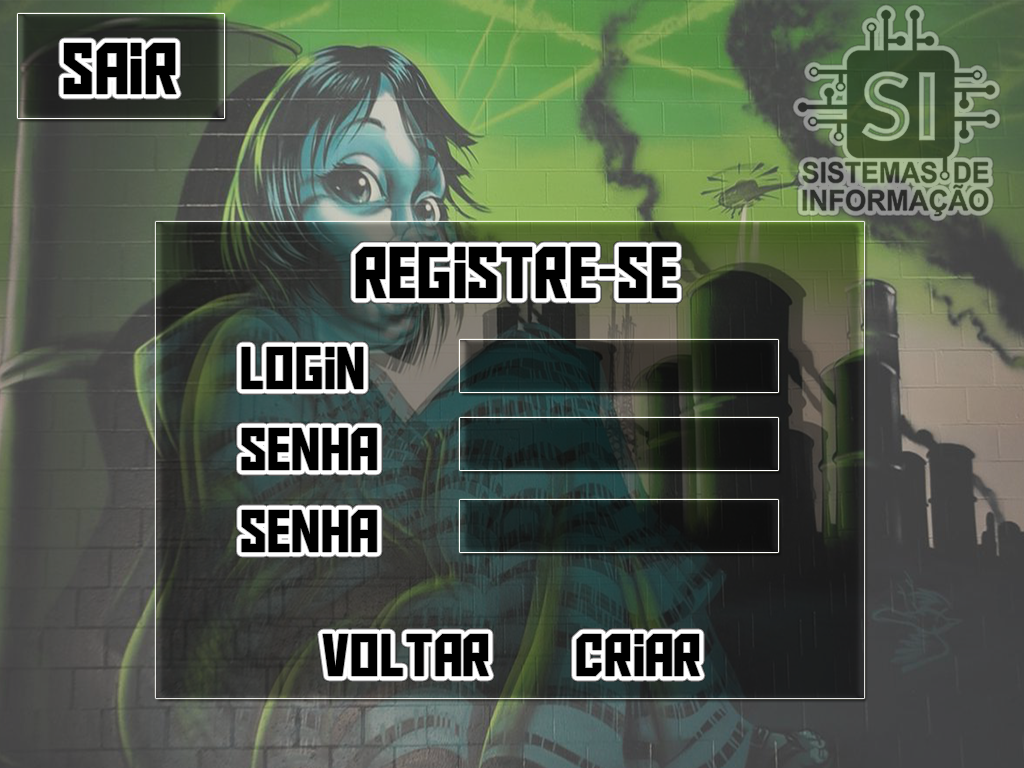 SAiR
SI
SISTEMAS DE
INFORMAÇÃO
REGiSTRE-SE
LOGiN
SENHA
SENHA
VOLTAR
CRiAR